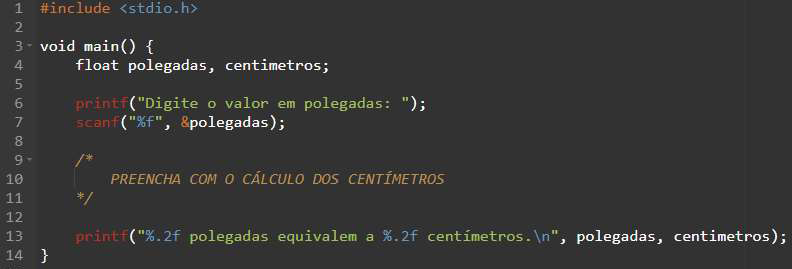 1 #include <stdio.h>
2
3 void main() {
4 float polegadas, centimetros;
5
6 printf("Digite o valor em polegadas: ");
7 scanf("%f", &polegadas);
8
9 /*
10 PREENCHA COM O CÁLCULO DOS CENTÍMETROS
11 */
12
13 printf("%.2f polegadas equivalem a %.2f centímetros.\n", polegadas, centimetros);
14 }